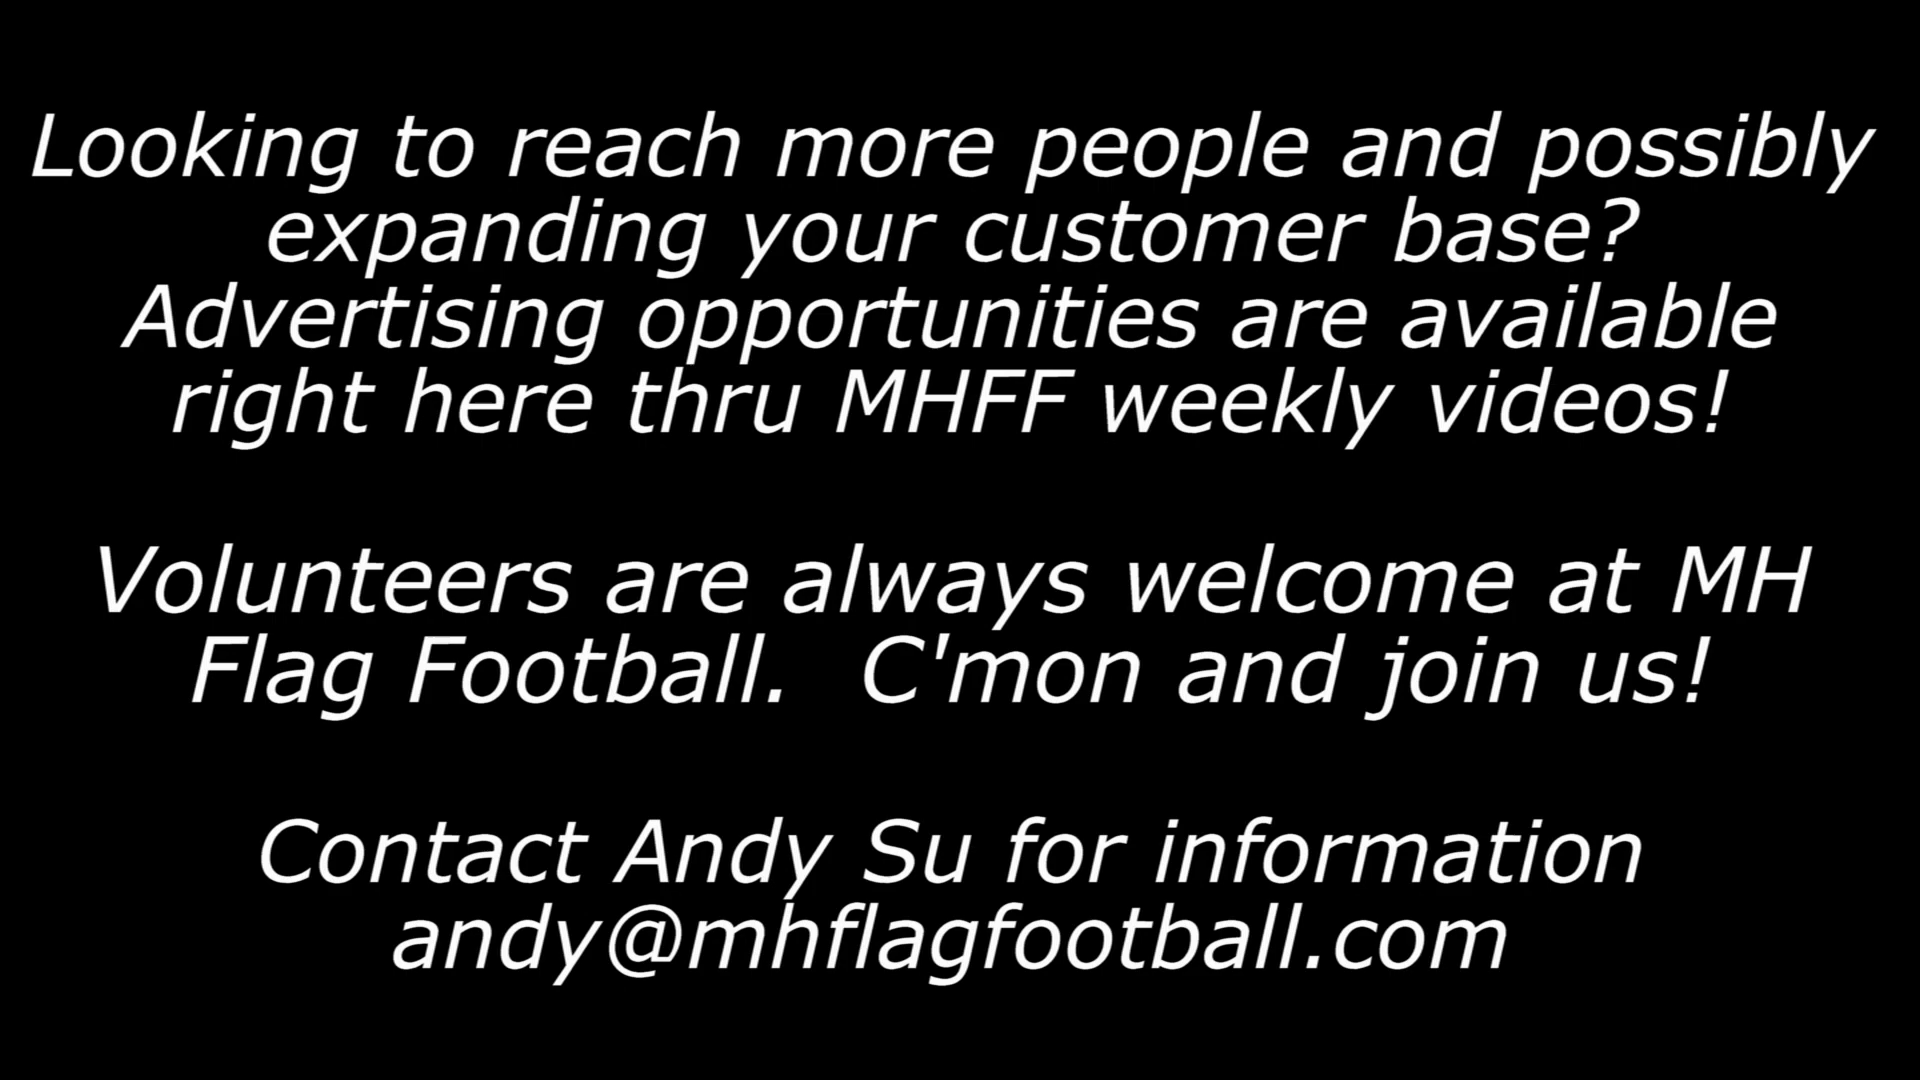 Looking to reach more people and possibly
expanding your customer base?
Advertising opportunities are available
right here thru MHFF weekly videos!
Volunteers are always welcome at MH
Flag Football.  C'mon and join us!
Contact Andy Su for information
andy@mhflagfootball.com